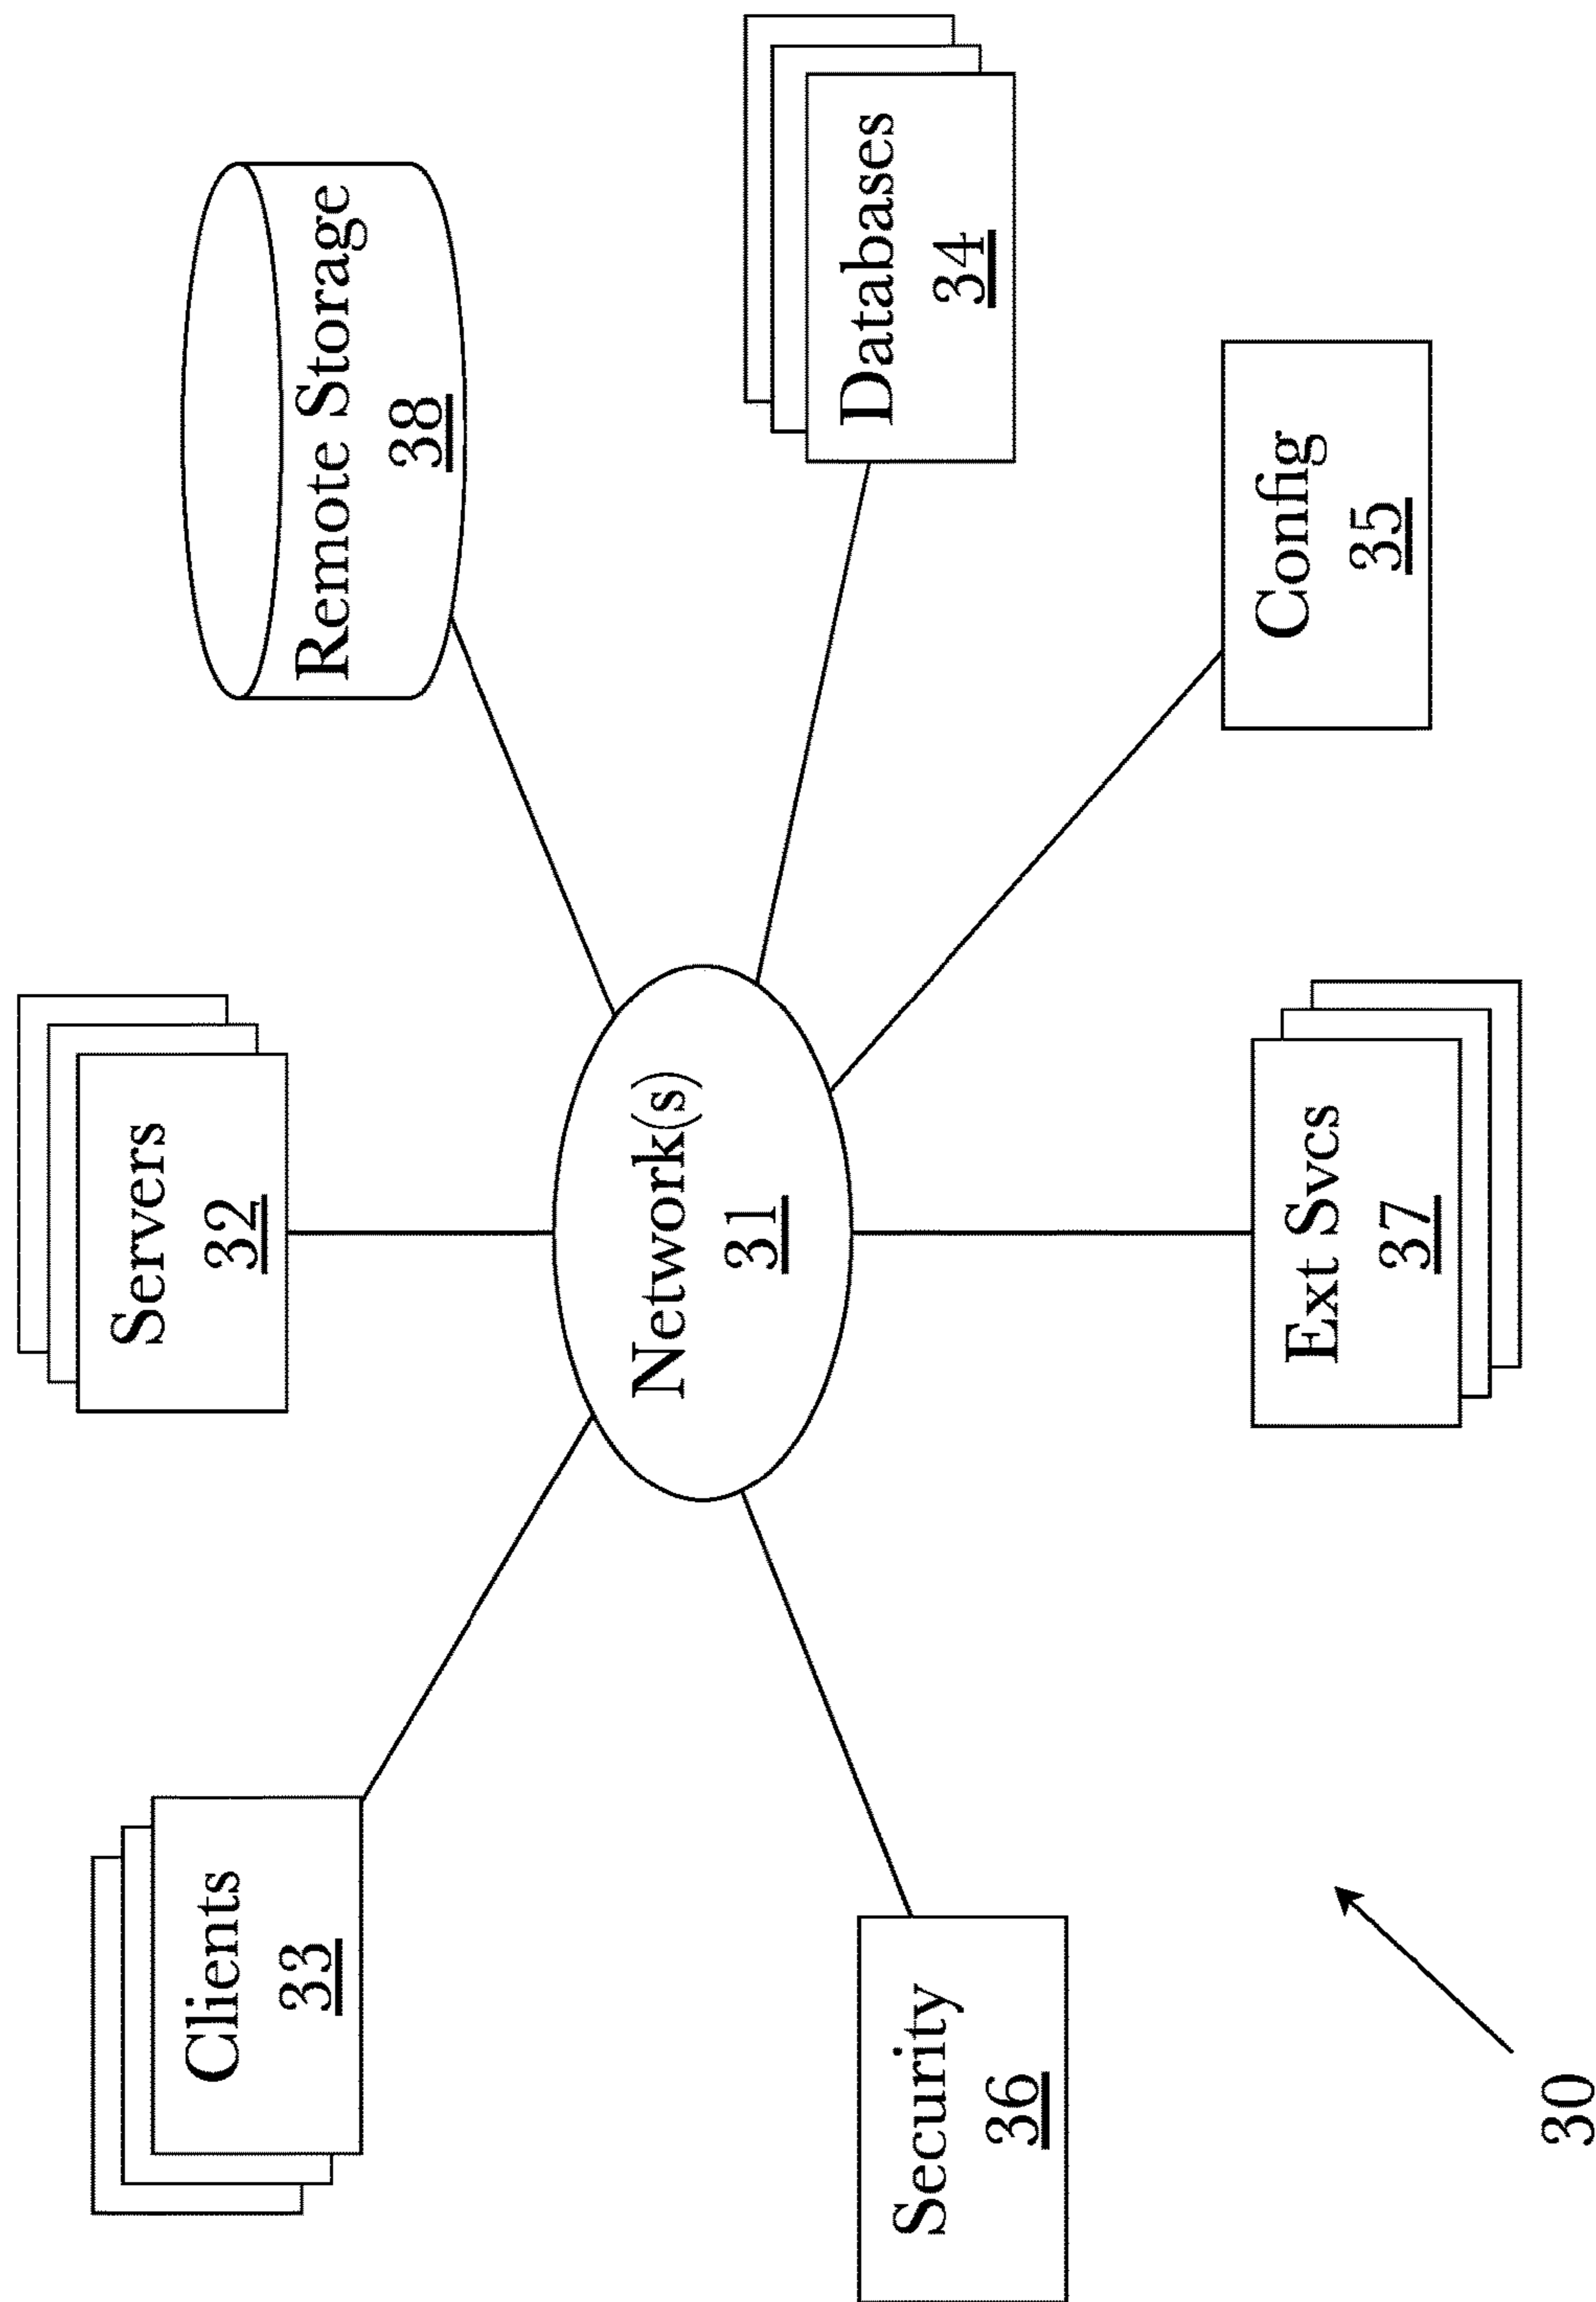 Servers
32
Clients
33
Remote Storage
38
Network(s)
31
Databases
34
Security
36
Ext Svcs
37
Config
35
30